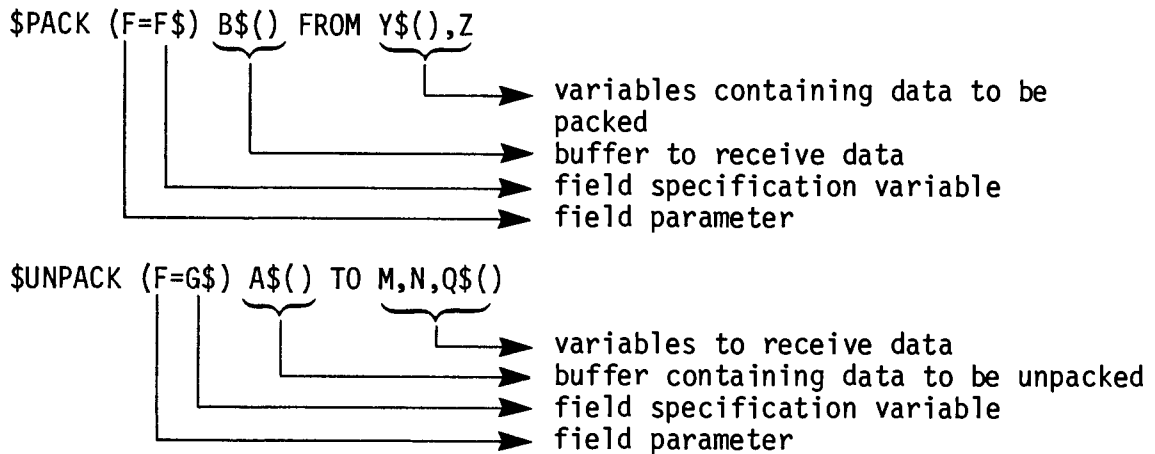 $PACK (F=F$) B$() FROM Y$(),Z
variables containing data to be
packed
buffer to receive data
field specification variable
field parameter
$UNPACK (F=G$) A$() TO M,N,Q$()
variables to receive data
buffer containing data to be unpacked
field specification variable
field parameter